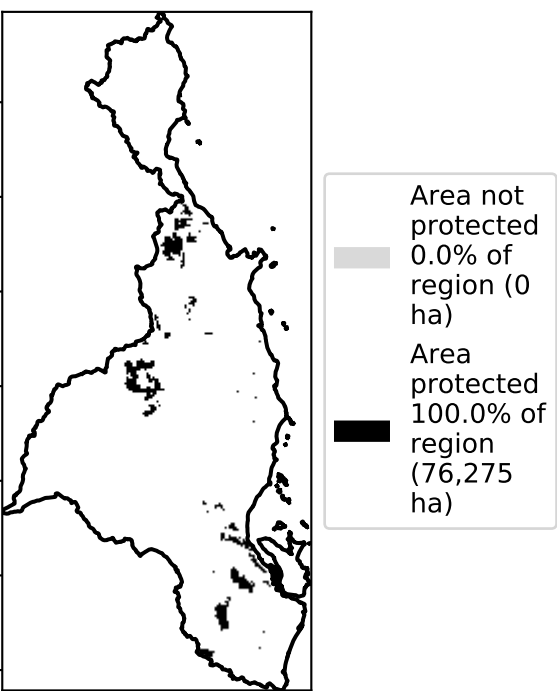 Area not
protected
0.0% of
region (0
ha)
Area
protected
100.0% of
region
(76,275
ha)